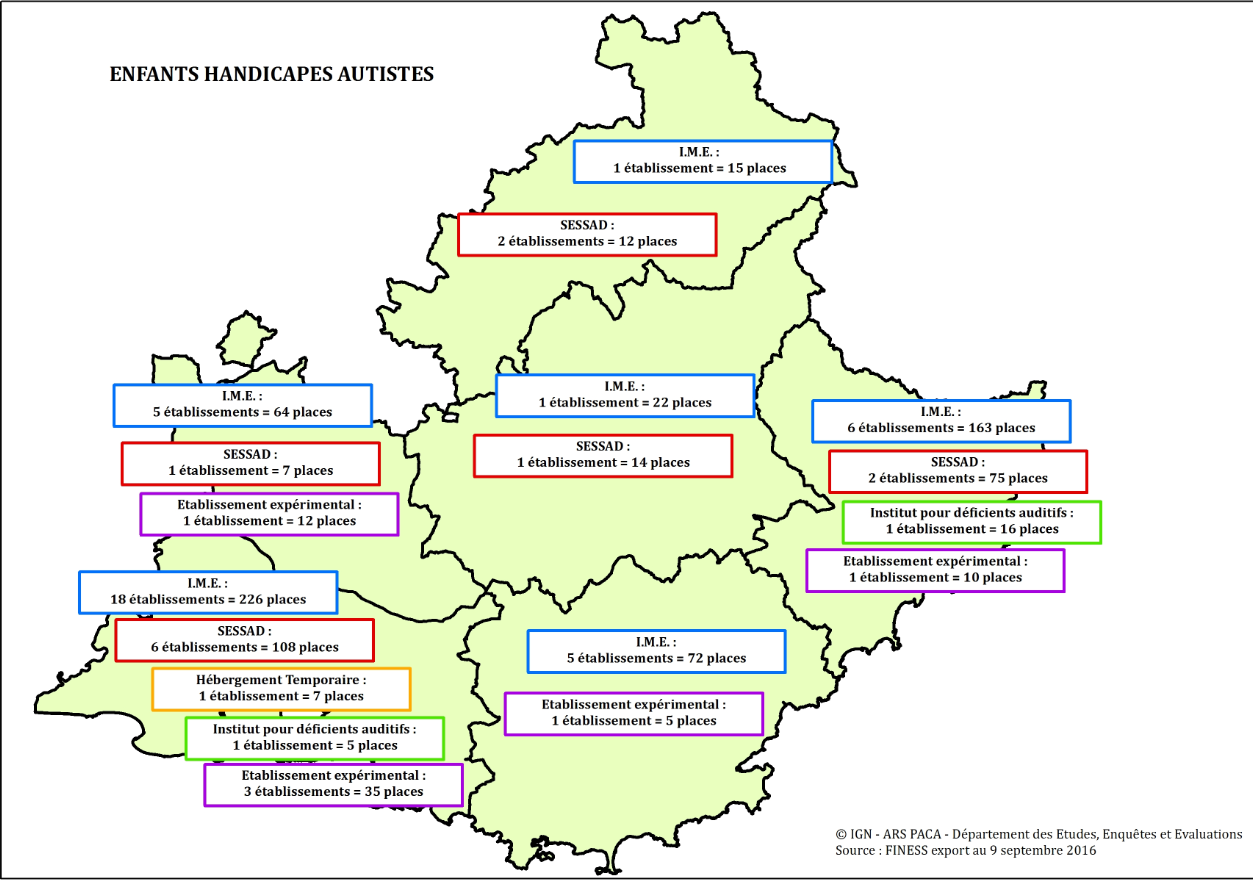 ENFANTS HANDICAPES AUTISTES
I.M.E. :
1 établissement = 15 places
SESSAD :
2 établissements = 12 places
I.M.E. :
5 établissements = 64 places
SESSAD :
1 établissement = 7 places
Etablissement expérimental :
1 établissement = 12 places
I.M.E. :
1 établissement = 22 places
SESSAD :
1 établissement = 14 places
I.M.E. :
6 établissements = 163 places
SESSAD :
2 établissements = 75 places
Institut pour déficients auditifs :
1 établissement = 16 places
Etablissement expérimental :
1 établissement = 10 places
I.M.E. :
18 établissements = 226 places
SESSAD :
6 établissements = 108 places
Hébergement Temporaire :
1 établissement = 7 places
Institut pour déficients auditifs :
1 établissement = 5 places
Etablissement expérimental :
3 établissements = 35 places
I.M.E. :
5 établissements = 72 places
Etablissement expérimental :
1 établissement = 5 places
© IGN - ARS PACA - Département des Etudes, Enquêtes et Evaluations
Source : FINESS export au 9 septembre 2016